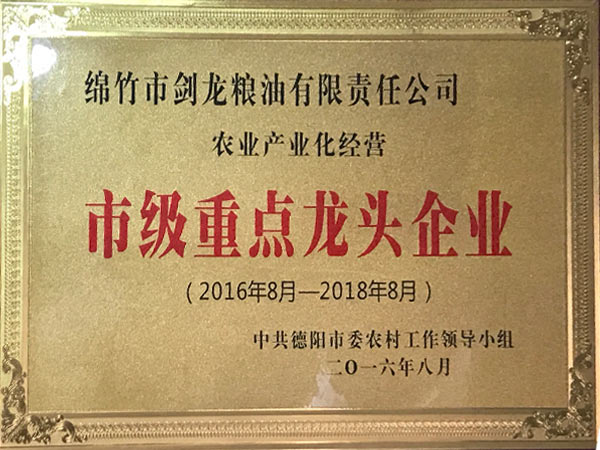 绵竹市剑龙粮油有限责任公司
农业产业化经营
市级重点龙头企业
（2016年8月—2018年8月）
中共德阳市委农村工作领导小组
二〇一六年八月